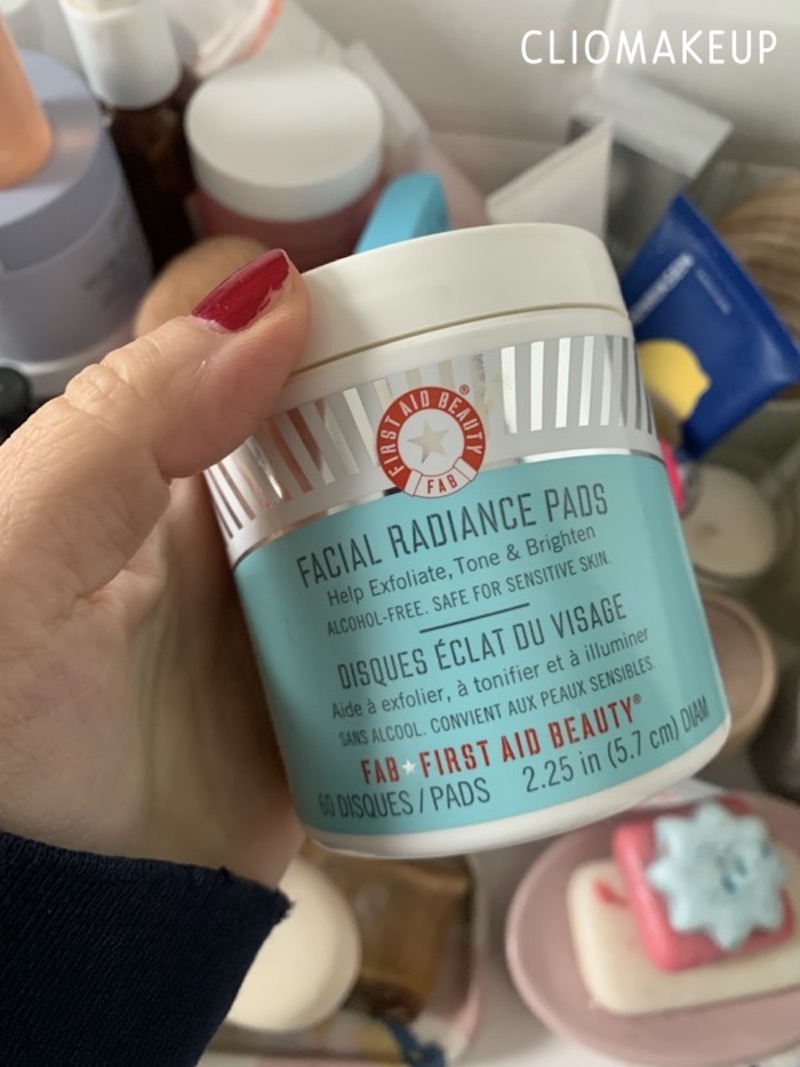 CLIOMAKEUP
FIRST AID BEAUTY®
FAB
FACIAL RADIANCE PADS
Help Exfoliate, Tone & Brighten
ALCOHOL-FREE. SAFE FOR SENSITIVE SKIN.
DISQUES ÉCLAT DU VISAGE
Aide à exfolier, à tonifier et à illuminer
SANS ALCOOL. CONVIENT AUX PEAUX SENSIBLES.
FAB FIRST AID BEAUTY®
60 DISQUES / PADS 2.25 in (5.7 cm) DIAM